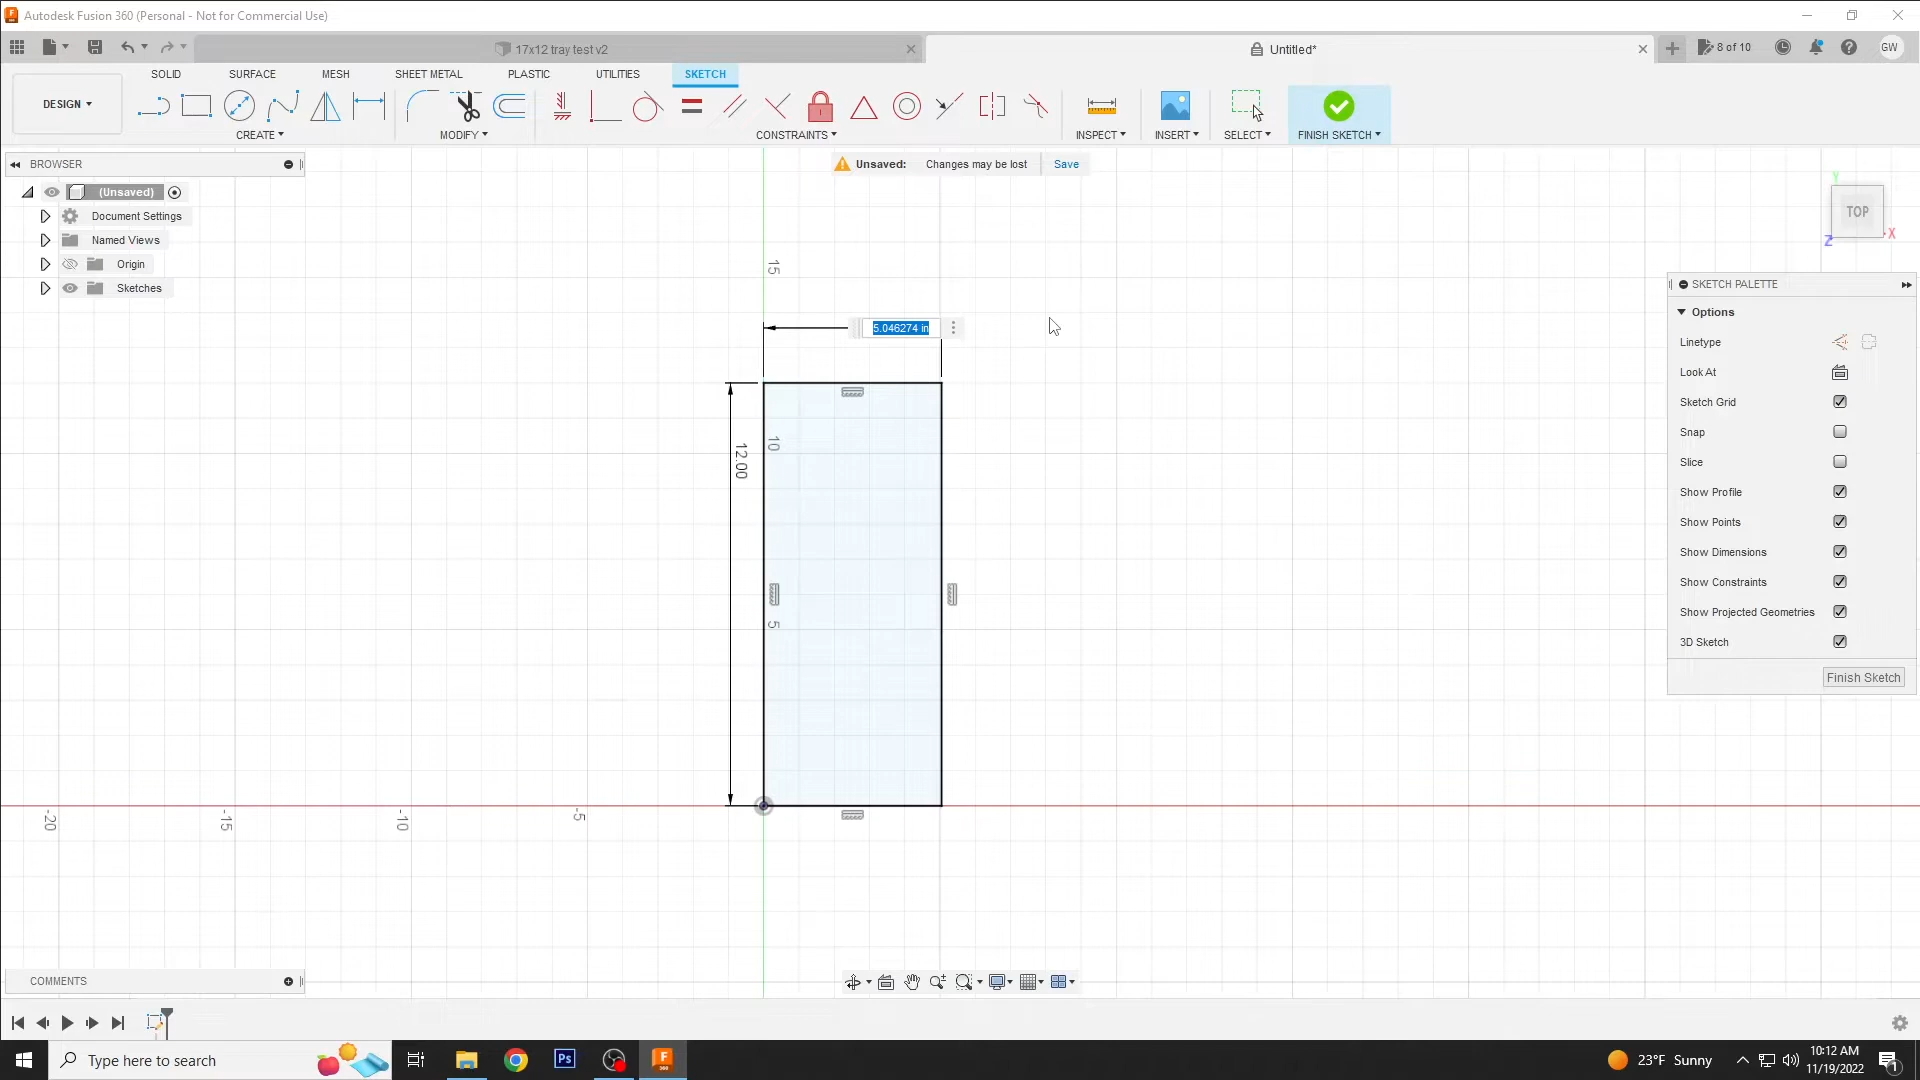 Autodesk Fusion 360 (Personal - Not for Commercial Use)
17x12 tray test v2
Untitled*
8 of 10
GW
DESIGN
SOLID
SURFACE
MESH
SHEET METAL
PLASTIC
UTILITIES
SKETCH
CREATE
MODIFY
CONSTRAINTS
INSPECT
INSERT
SELECT
FINISH SKETCH
BROWSER
Unsaved:
Changes may be lost
Save
(Unsaved)
Document Settings
Named Views
Origin
Sketches
Y
TOP
Z
X
15
5.046274 in
10
12.00
5
-20
-15
-10
-5
SKETCH PALETTE
Options
Linetype
Look At
Sketch Grid
Snap
Slice
Show Profile
Show Points
Show Dimensions
Show Constraints
Show Projected Geometries
3D Sketch
Finish Sketch
COMMENTS
Type here to search
Ps
F
360
23°F Sunny
10:12 AM
11/19/2022
1